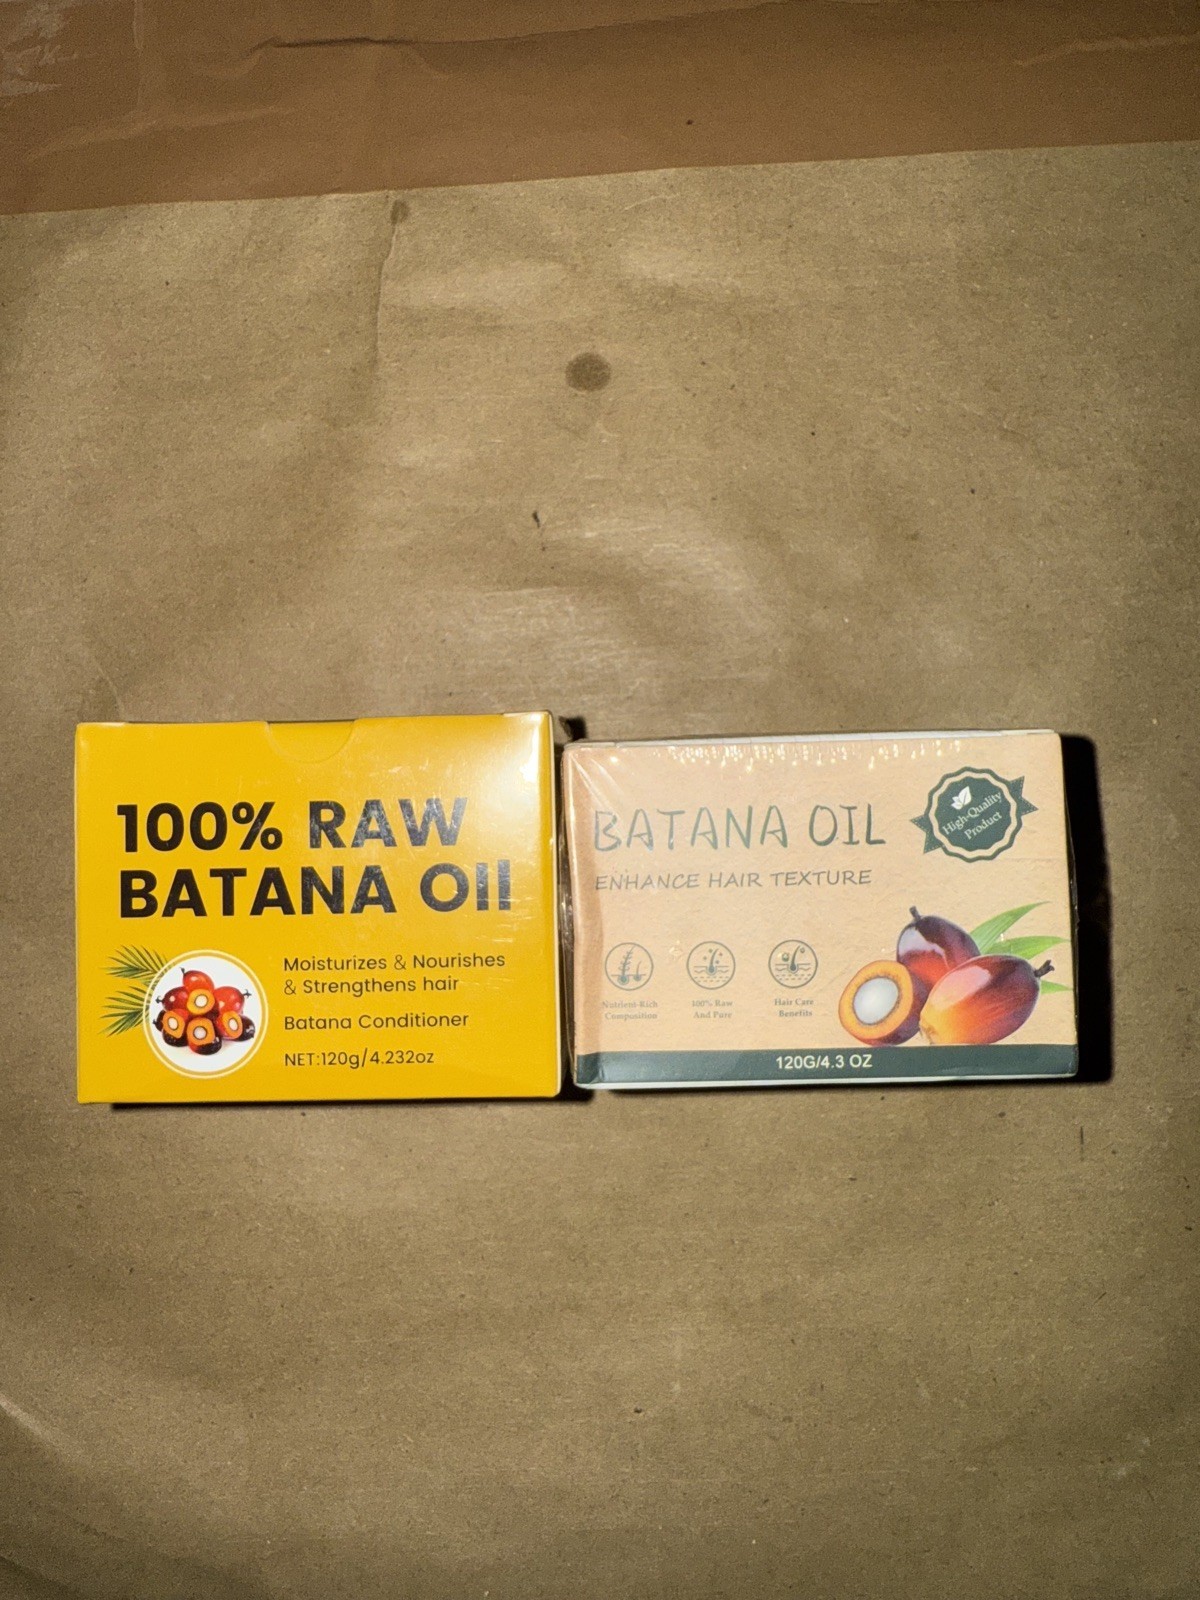 100% RAW
BATANA OIl
Moisturizes & Nourishes
& Strengthens hair
Batana Conditioner
NET:120g/4.232oz
BATANA OIL
ENHANCE HAIR TEXTURE
High-Quality
Product
Nutrient-Rich
Composition
100% Raw
And Pure
Hair Care
Benefits
120G/4.3 OZ